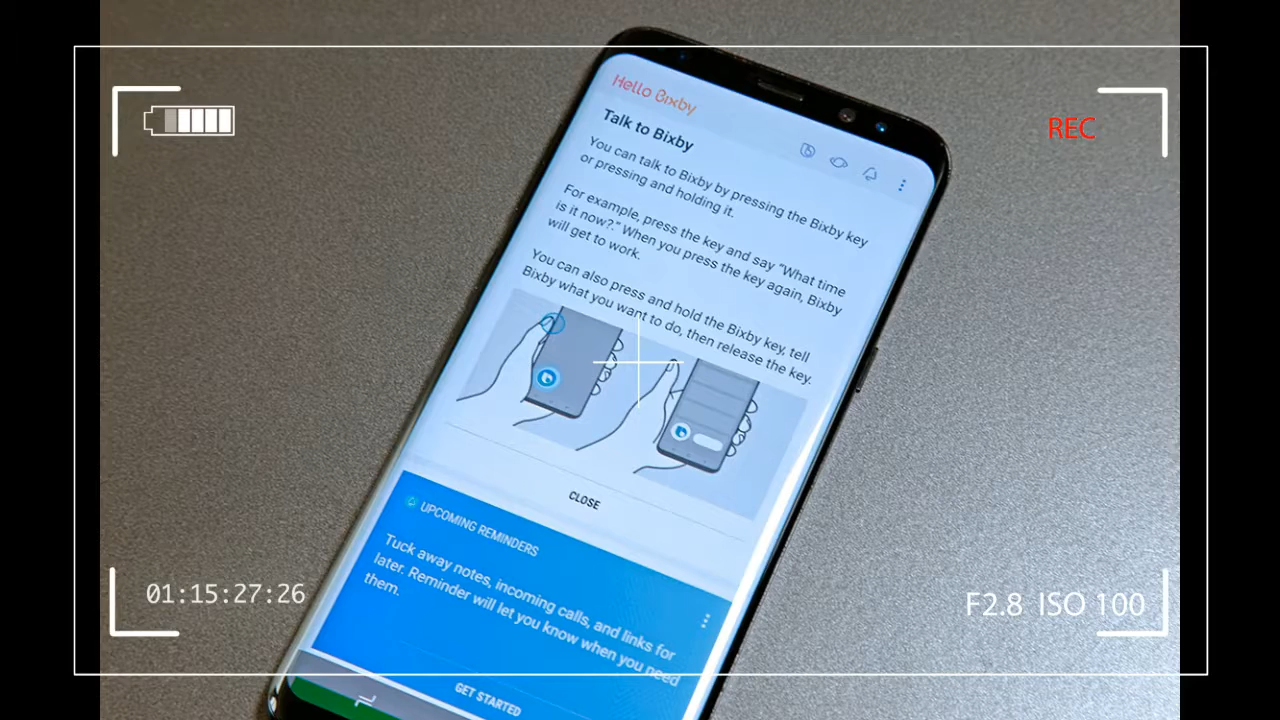 REC
Hello Bixby
Talk to Bixby
You can talk to Bixby by pressing the Bixby key
or pressing and holding it.
For example, press the key and say "What time
is it now?." When you press the key again, Bixby
will get to work.
You can also press and hold the Bixby key, tell
Bixby what you want to do, then release the key.
CLOSE
UPCOMING REMINDERS
Tuck away notes, incoming calls, and links for
later. Reminder will let you know when you need
them.
GET STARTED
01:15:27:26
F2.8 ISO 100